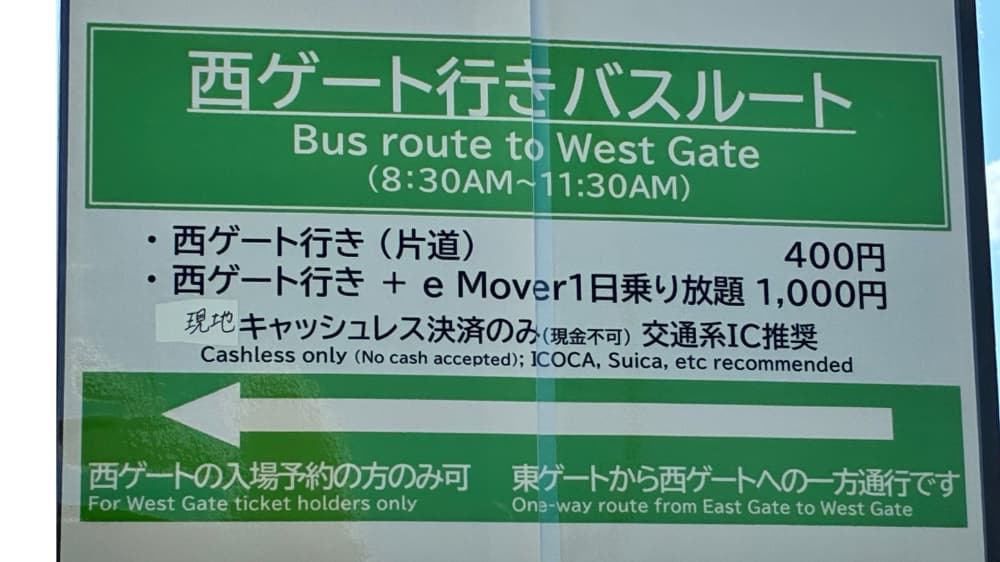 西ゲート行きバスルート
Bus route to West Gate
(8:30AM~11:30AM)
・西ゲート行き（片道） 400円
・西ゲート行き + e Mover1日乗り放題 1,000円
現地キャッシュレス決済のみ(現金不可) 交通系IC推奨
Cashless only (No cash accepted); ICOCA, Suica, etc recommended
西ゲートの入場予約の方のみ可 東ゲートから西ゲートへの一方通行です
For West Gate ticket holders only One-way route from East Gate to West Gate